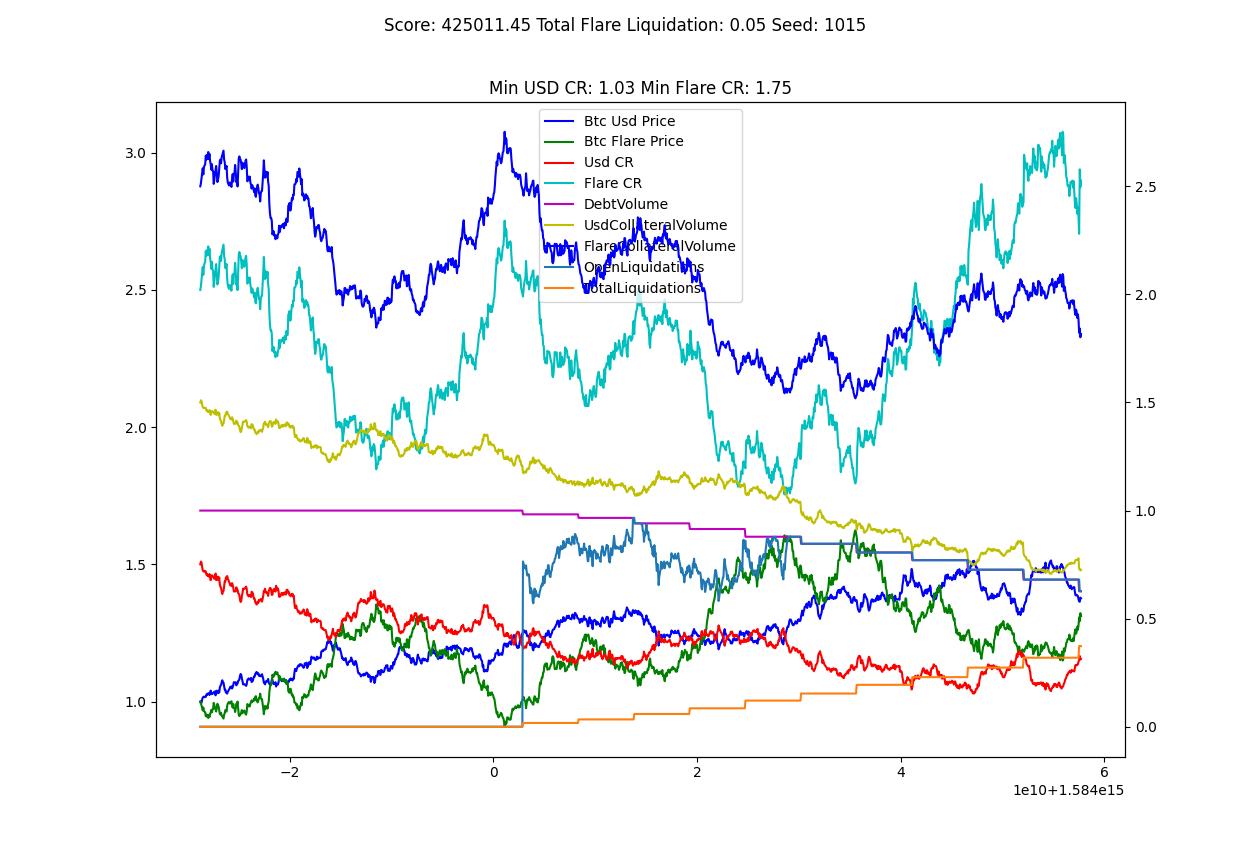 Score: 425011.45 Total Flare Liquidation: 0.05 Seed: 1015
Min USD CR: 1.03 Min Flare CR: 1.75
Btc Usd Price
Btc Flare Price
Usd CR
Flare CR
DebtVolume
UsdCollateralVolume
FlareCollateralVolume
OpenLiquidations
TotalLiquidations
3.0
2.5
2.0
1.5
1.0
2.5
2.0
1.5
1.0
0.5
0.0
−2
0
2
4
6
1e10+1.584e15